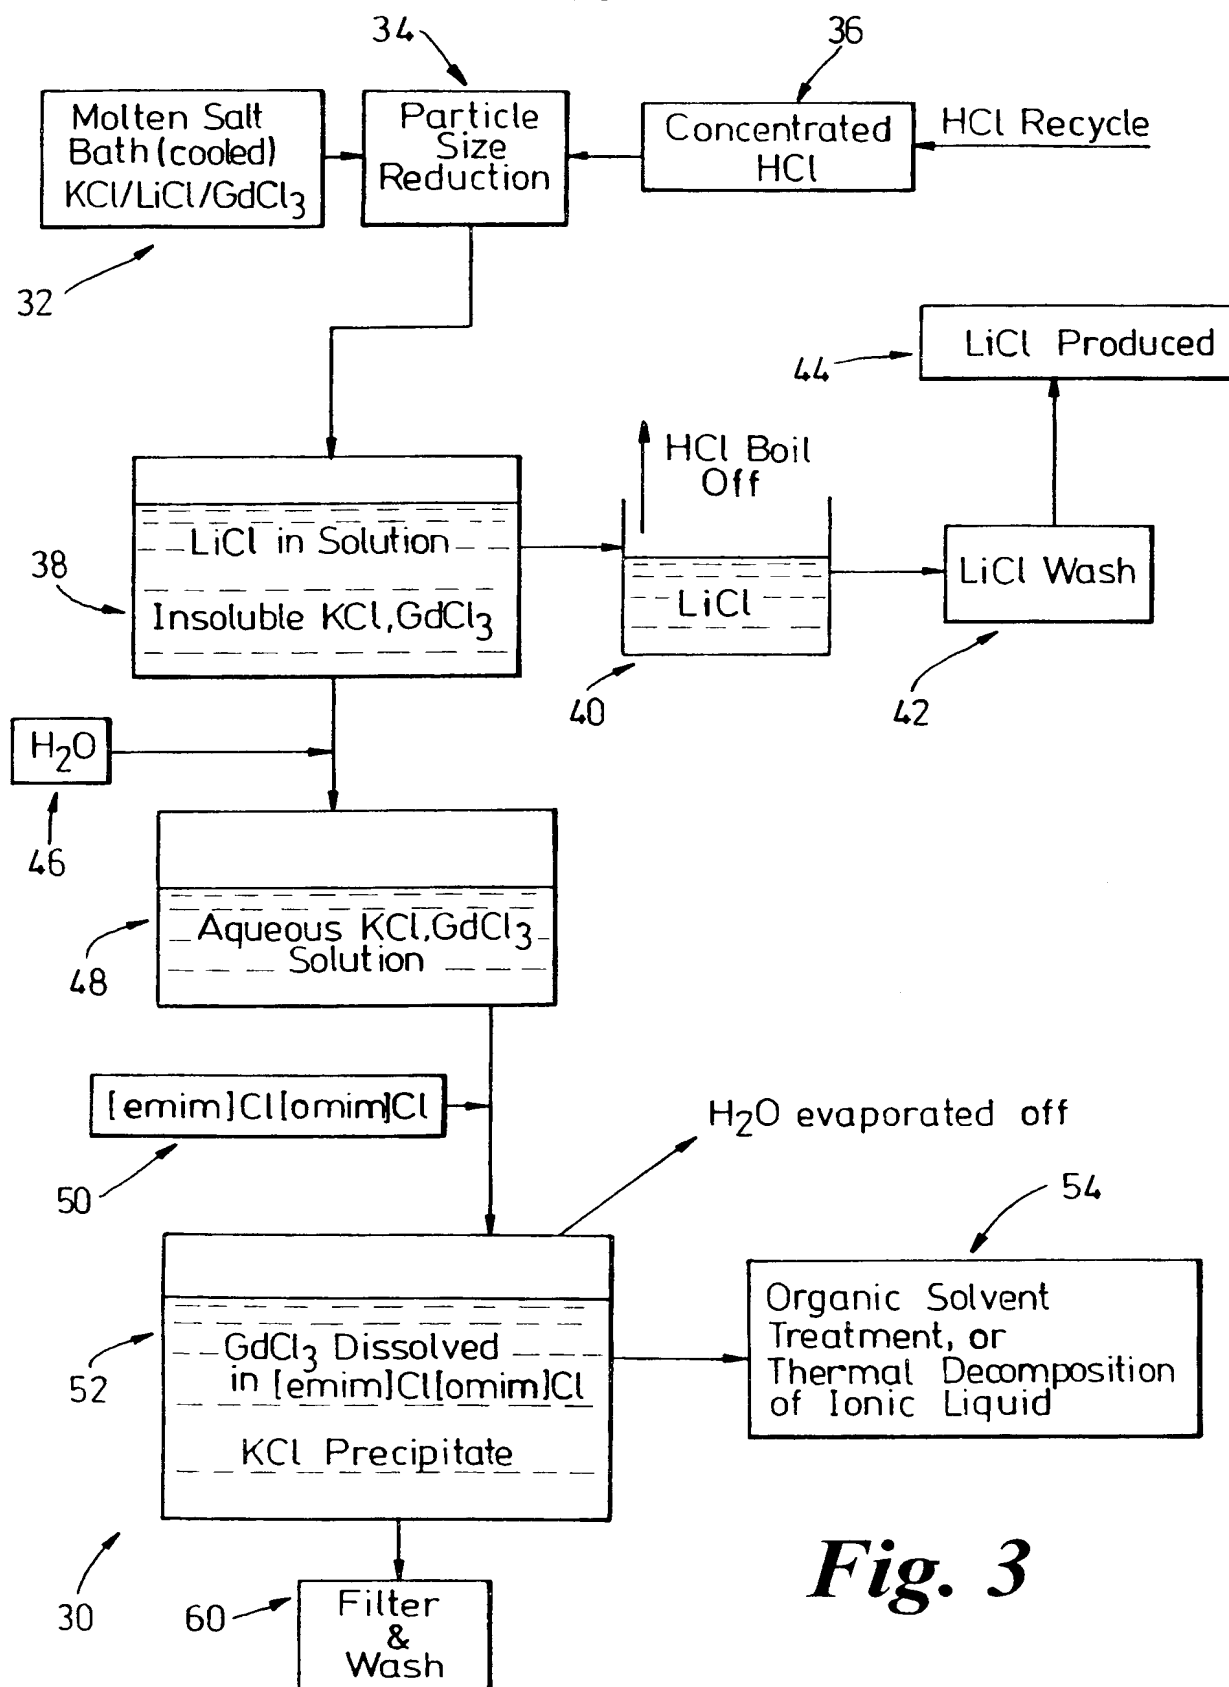 34
36
Molten Salt
Bath (cooled)
KCl/LiCl/GdCl₃
Particle
Size
Reduction
Concentrated
HCl
HCl Recycle
32
LiCl Produced
44
HCl Boil
Off
LiCl in Solution
38
Insoluble KCl,GdCl₃
LiCl
LiCl Wash
40
42
H₂O
46
Aqueous KCl,GdCl₃
Solution
48
[emim]Cl[omim]Cl
H₂O evaporated off
50
54
Organic Solvent
Treatment, or
Thermal Decomposition
of Ionic Liquid
GdCl₃ Dissolved
in [emim]Cl[omim]Cl
52
KCl Precipitate
30
60
Filter
&
Wash
Fig. 3